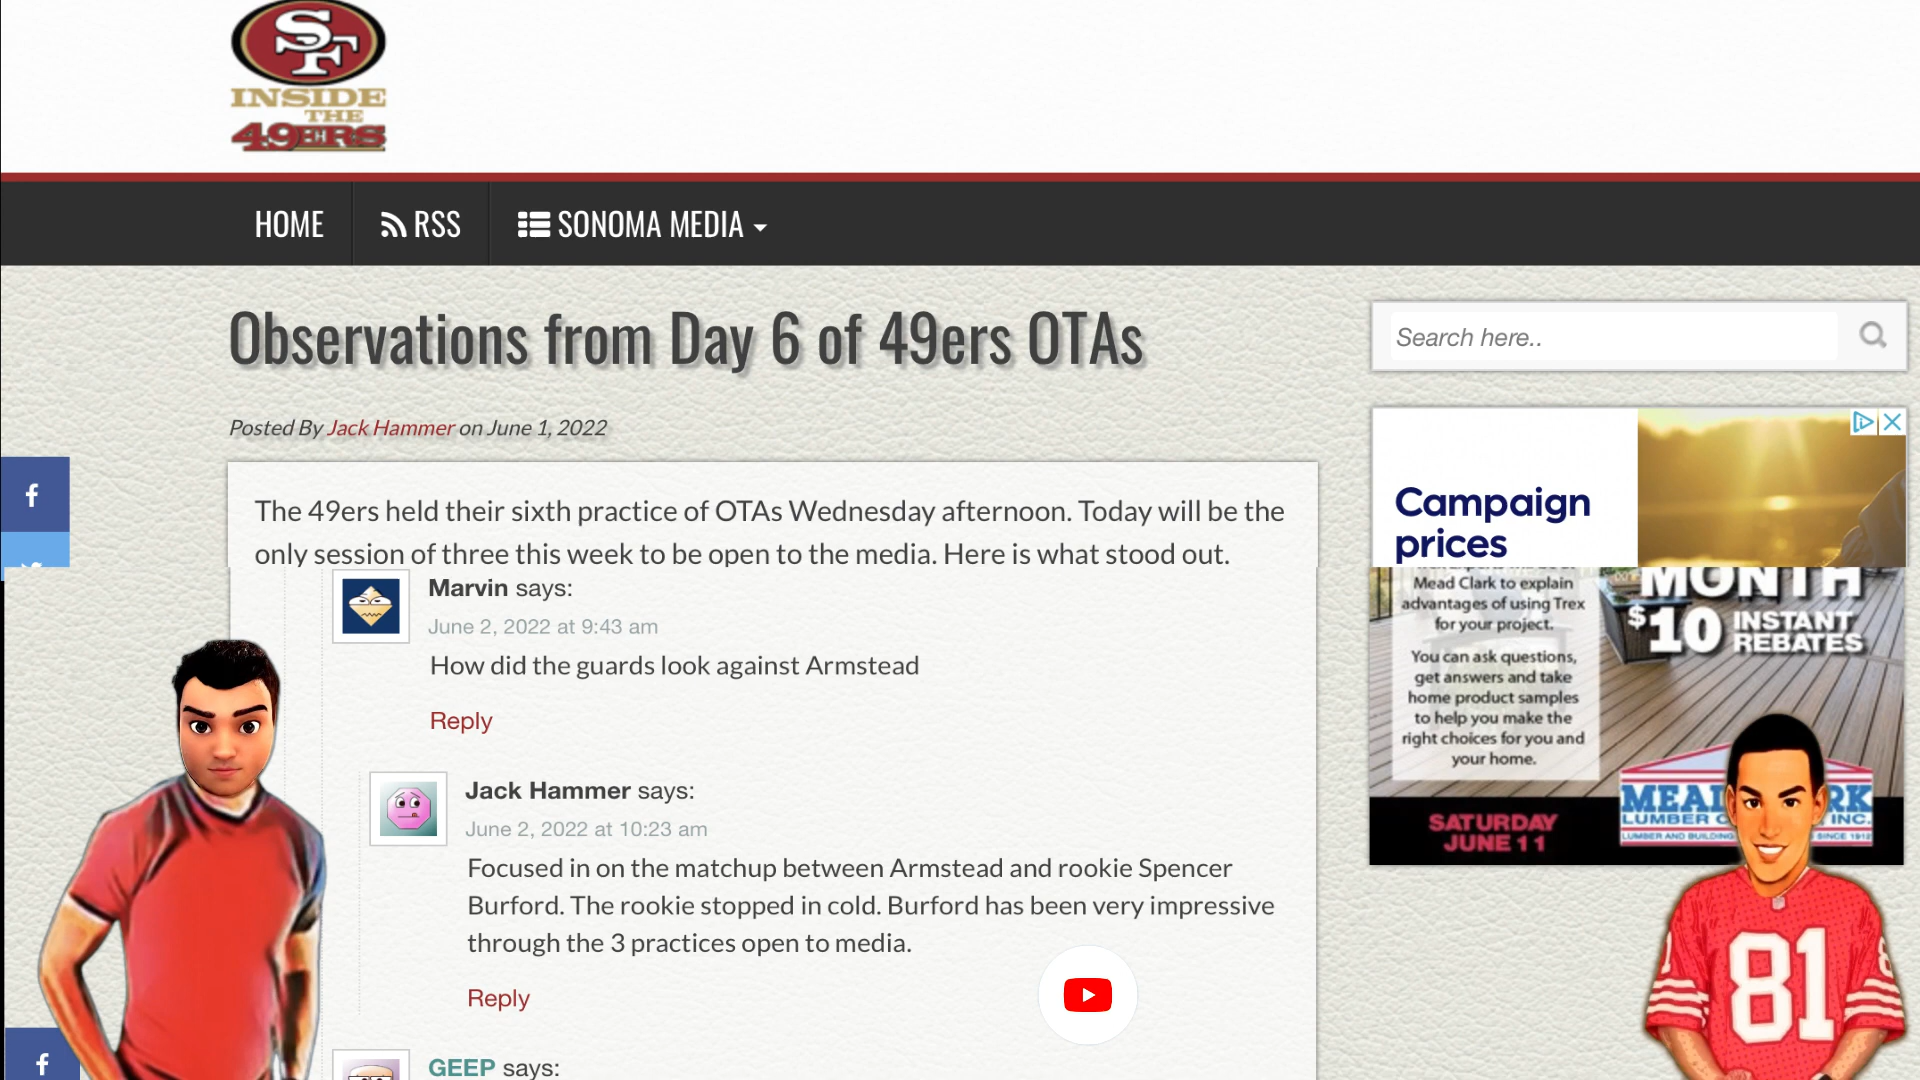 SF
INSIDE
THE
49ERS
HOME
RSS
SONOMA MEDIA
Observations from Day 6 of 49ers OTAs
Posted By Jack Hammer on June 1, 2022
Search here..
The 49ers held their sixth practice of OTAs Wednesday afternoon. Today will be the
only session of three this week to be open to the media. Here is what stood out.
Campaign
prices
Marvin says:
June 2, 2022 at 9:43 am
How did the guards look against Armstead
Reply
Jack Hammer says:
June 2, 2022 at 10:23 am
Focused in on the matchup between Armstead and rookie Spencer
Burford. The rookie stopped in cold. Burford has been very impressive
through the 3 practices open to media.
Reply
GEEP says:
Mead Clark to explain
advantages of using Trex
for your project.
You can ask questions,
get answers and take
home product samples
to help you make the
right choices for you and
your home.
MONTH
$10 INSTANT
REBATES
SATURDAY
JUNE 11
LUMBER
INC.
LUMBER AND BUILDING
SINCE 1912
81